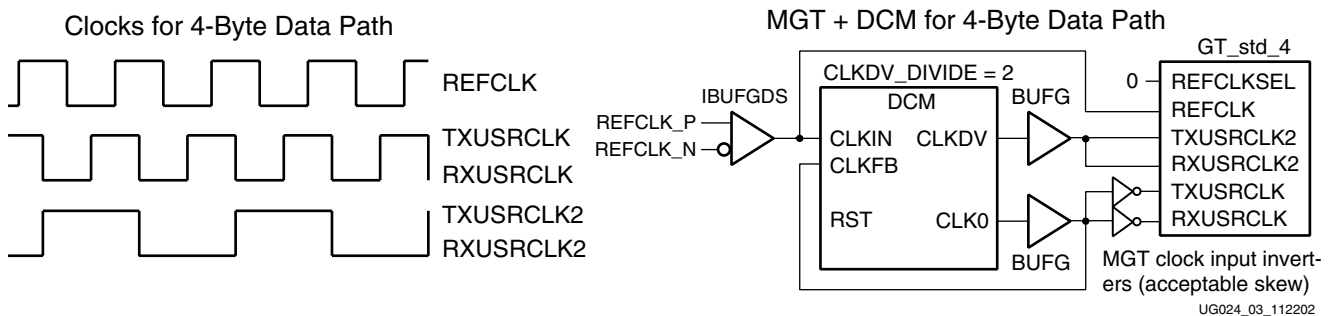 Clocks for 4-Byte Data Path
REFCLK
TXUSRCLK
RXUSRCLK
TXUSRCLK2
RXUSRCLK2
MGT + DCM for 4-Byte Data Path
GT_std_4
CLKDV_DIVIDE = 2
IBUFGDS
DCM
BUFG
0
REFCLKSEL
REFCLK_P
REFCLK
REFCLK_N
CLKIN
CLKDV
TXUSRCLK2
CLKFB
RXUSRCLK2
TXUSRCLK
RST
CLK0
RXUSRCLK
BUFG
MGT clock input invert-
ers (acceptable skew)
UG024_03_112202